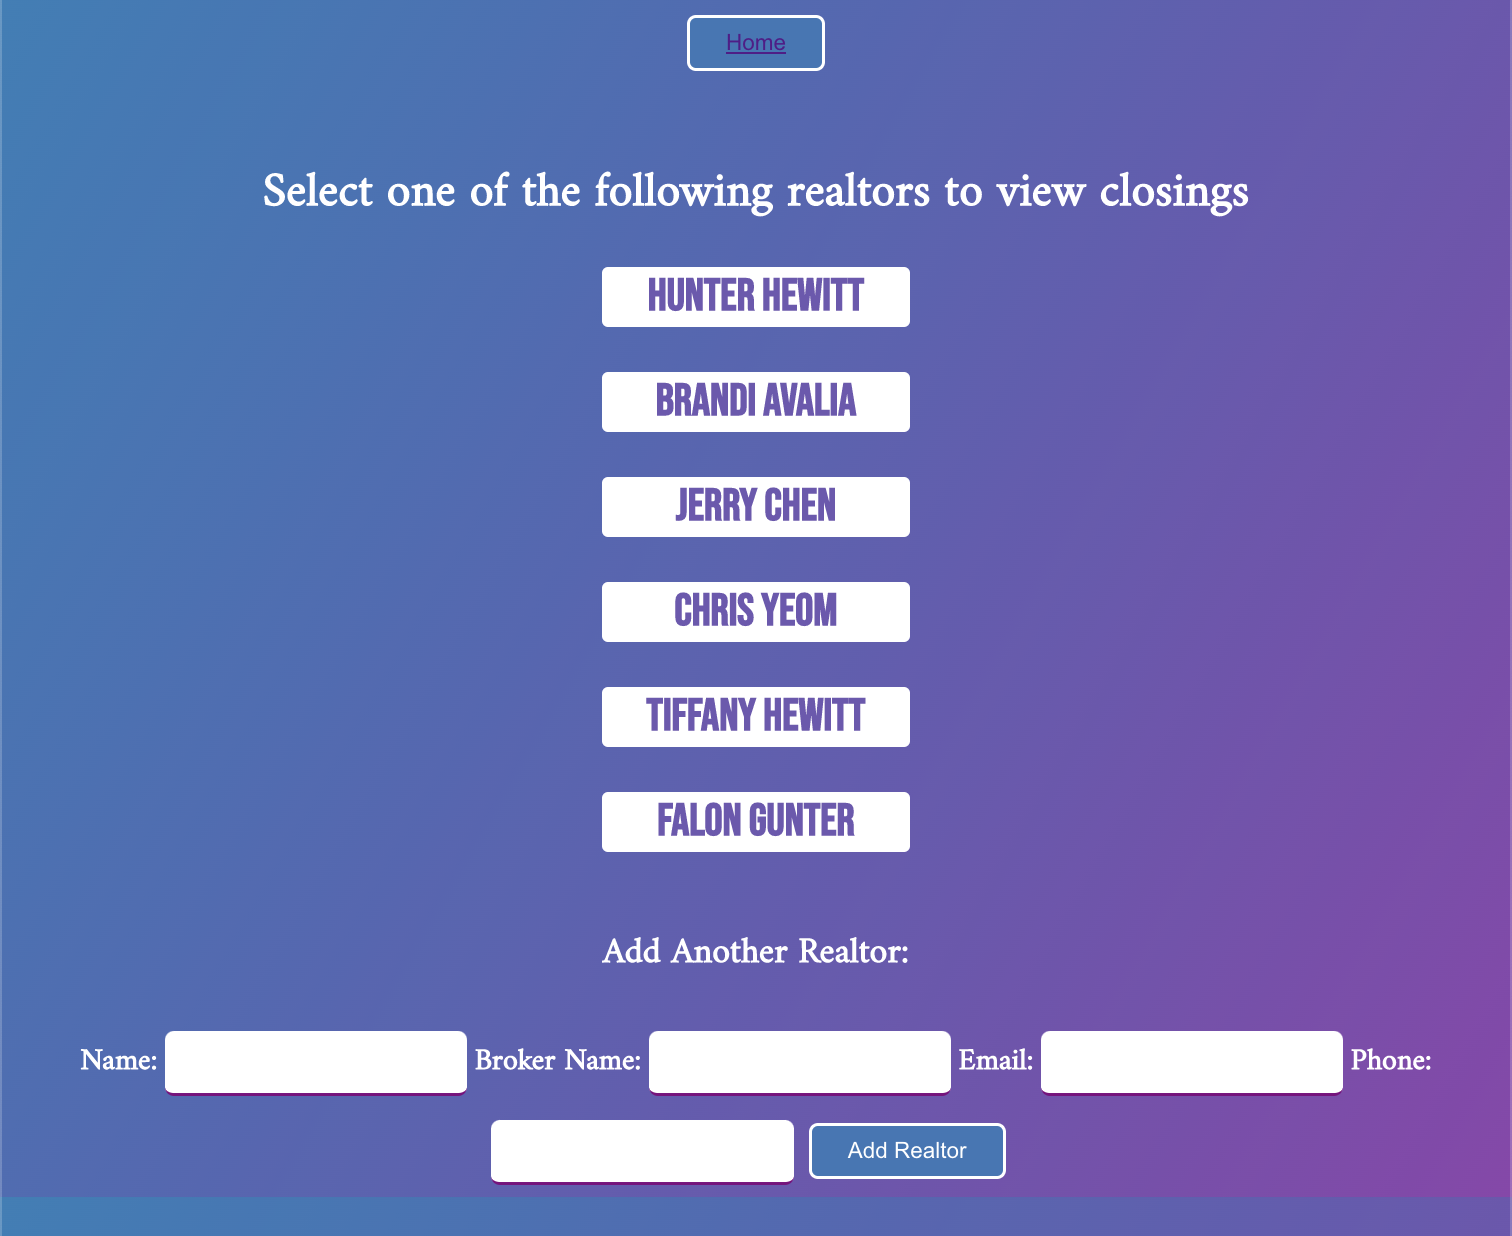 Home
Select one of the following realtors to view closings
HUNTER HEWITT
BRANDI AVALIA
JERRY CHEN
CHRIS YEOM
TIFFANY HEWITT
FALON GUNTER
Add Another Realtor:
Name: Broker Name: Email: Phone:
Add Realtor